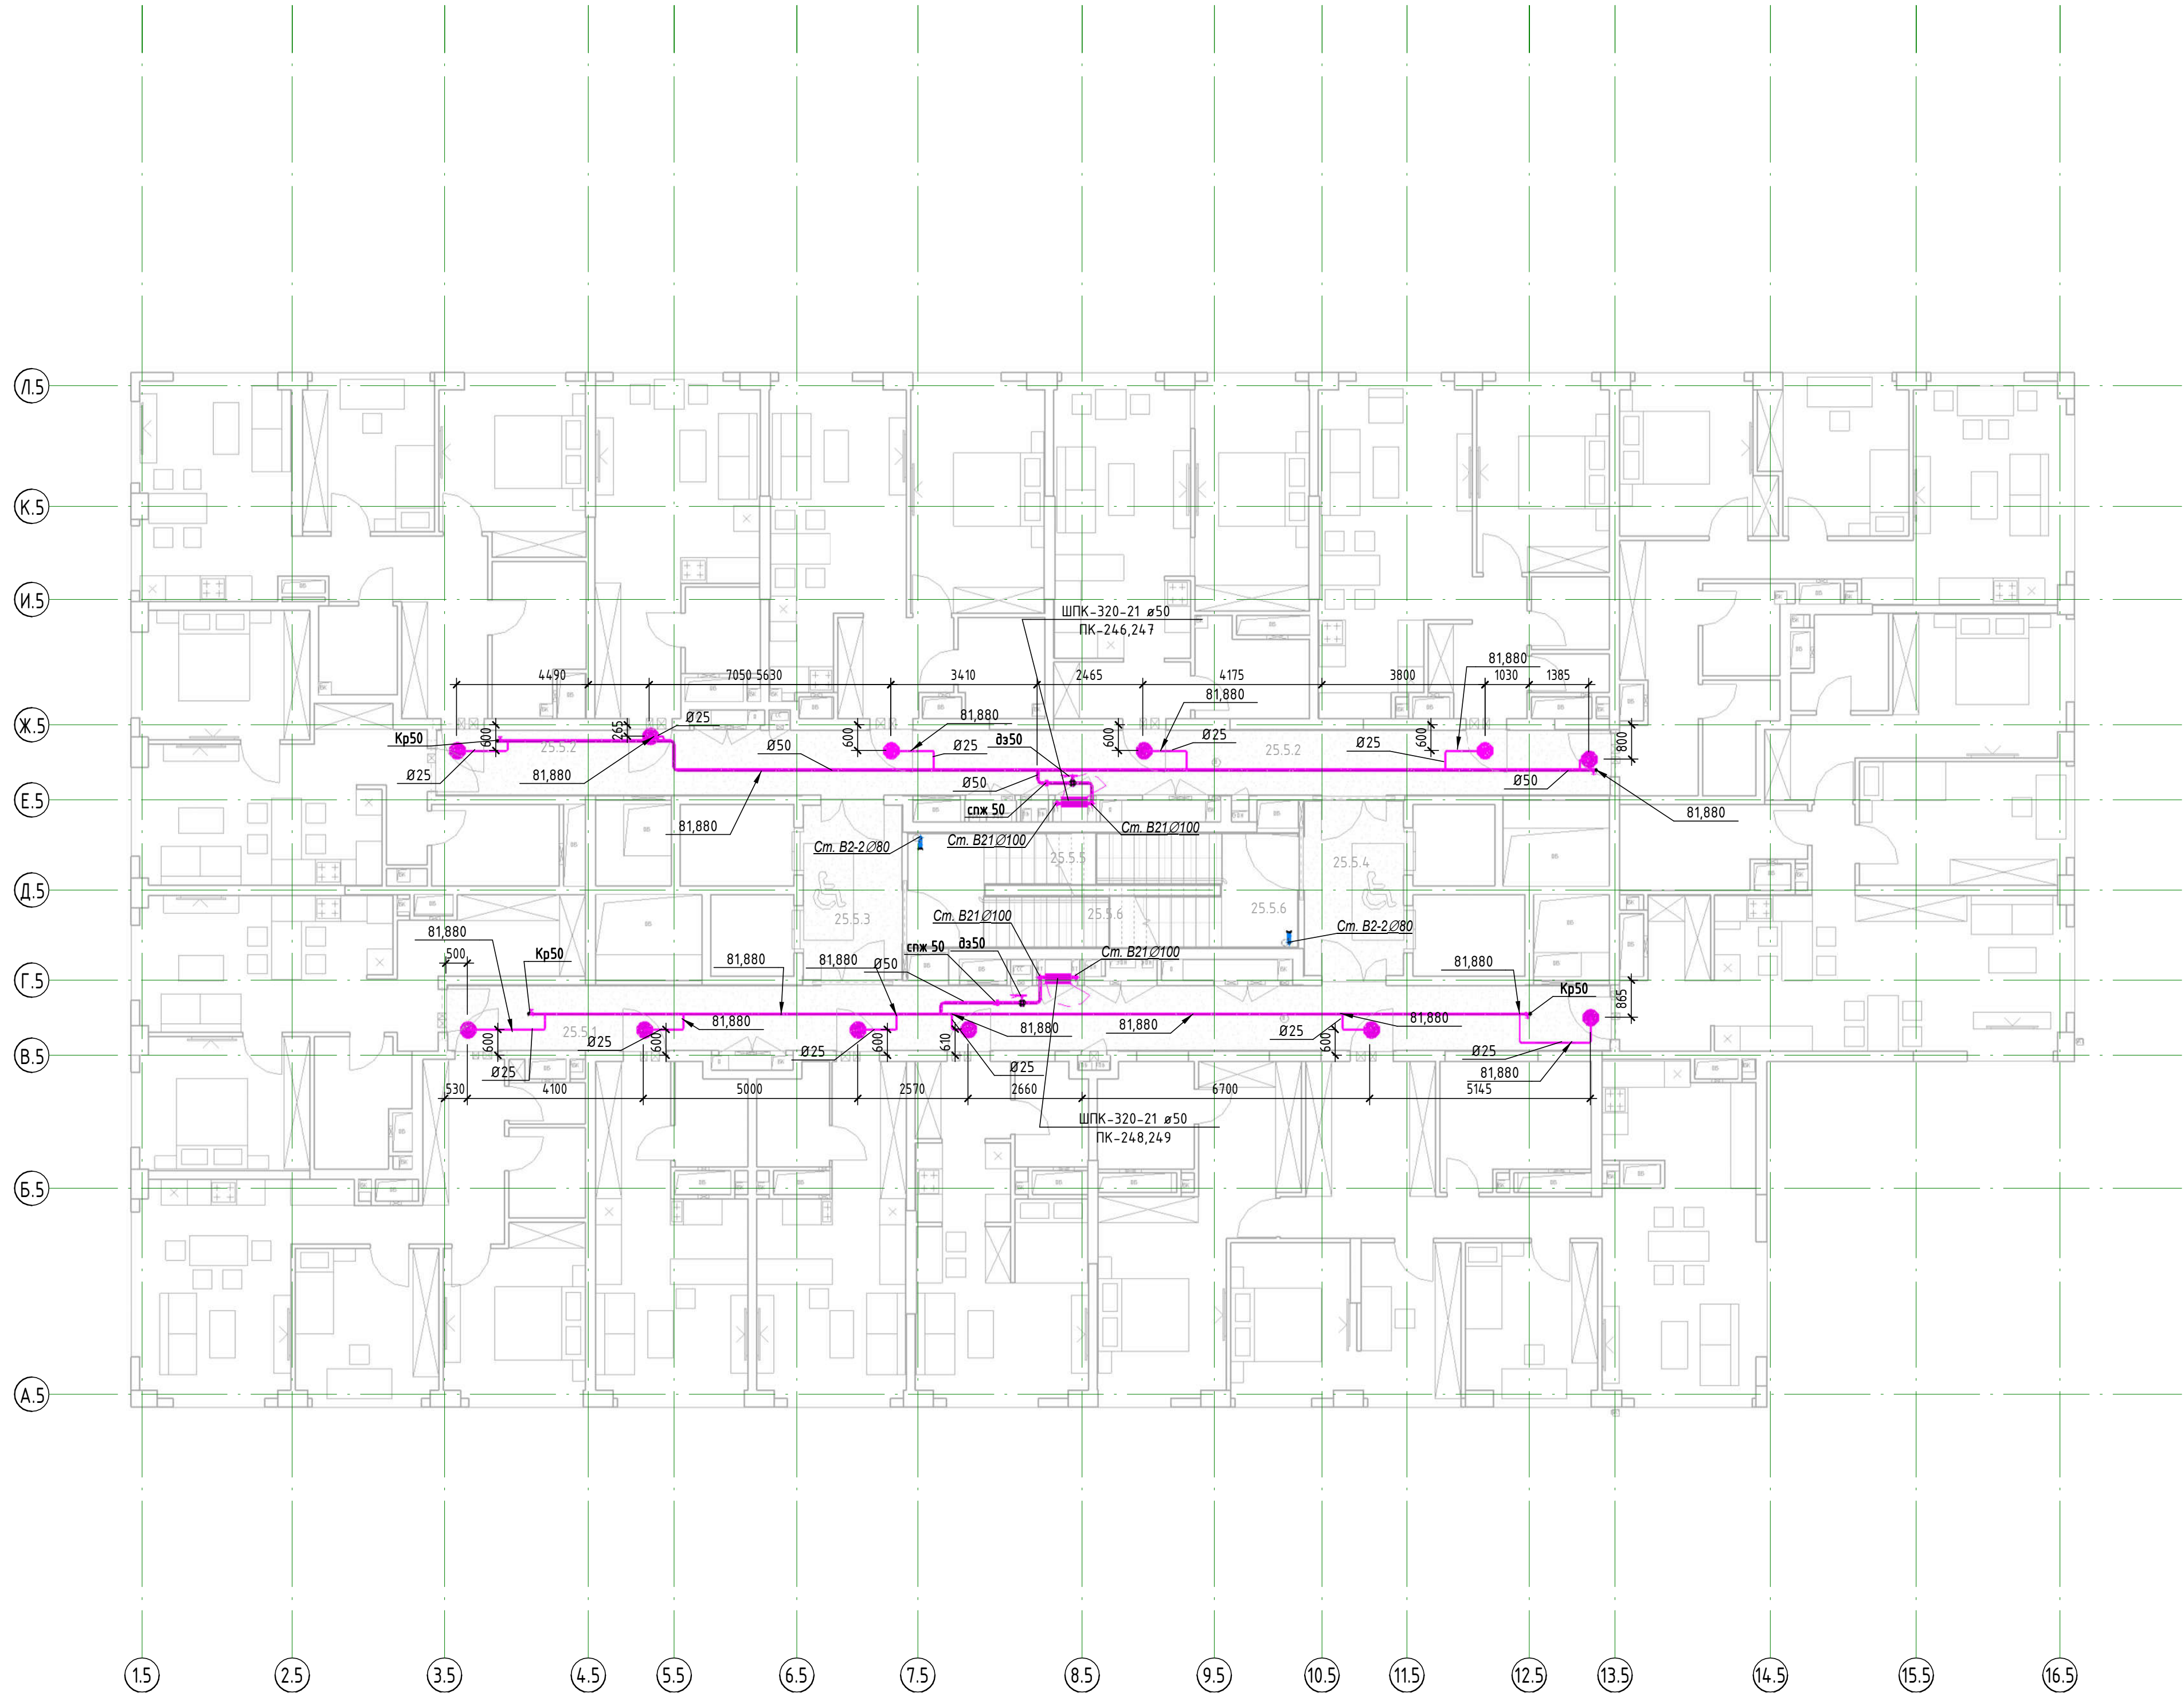 Л.5
К.5
И.5
ШПК-320-21 ø50
ПК-246,247
81,880
4490
7050
5630
3410
2465
4175
3800
1030
1385
81,880
Ж.5
Кр50
600
25.5.2
265
Ø25
600
81,880
дз50
Ø25
600
Ø25
25.5.2
Ø25
600
800
Ø25
81,880
Ø50
Ø50
Ø50
Е.5
спж 50
81,880
81,880
Ст. В2-2Ø80
Ст. В21Ø100
Ст. В21Ø100
25.5.5
25.5.4
Д.5
25.5.3
25.5.6
25.5.6
Ст. В21Ø100
Ст. В2-2Ø80
81,880
500
Кр50
спж 50
дз50
Ст. В21Ø100
81,880
81,880
Ø50
81,880
Г.5
Кр50
865
25.5.1
600
81,880
600
Ø25
600
610
81,880
81,880
Ø25
600
81,880
В.5
Ø25
Ø25
Ø25
Ø25
81,880
530
4100
5000
2570
2660
6700
5145
ШПК-320-21 ø50
ПК-248,249
Б.5
А.5
1.5
2.5
3.5
4.5
5.5
6.5
7.5
8.5
9.5
10.5
11.5
12.5
13.5
14.5
15.5
16.5